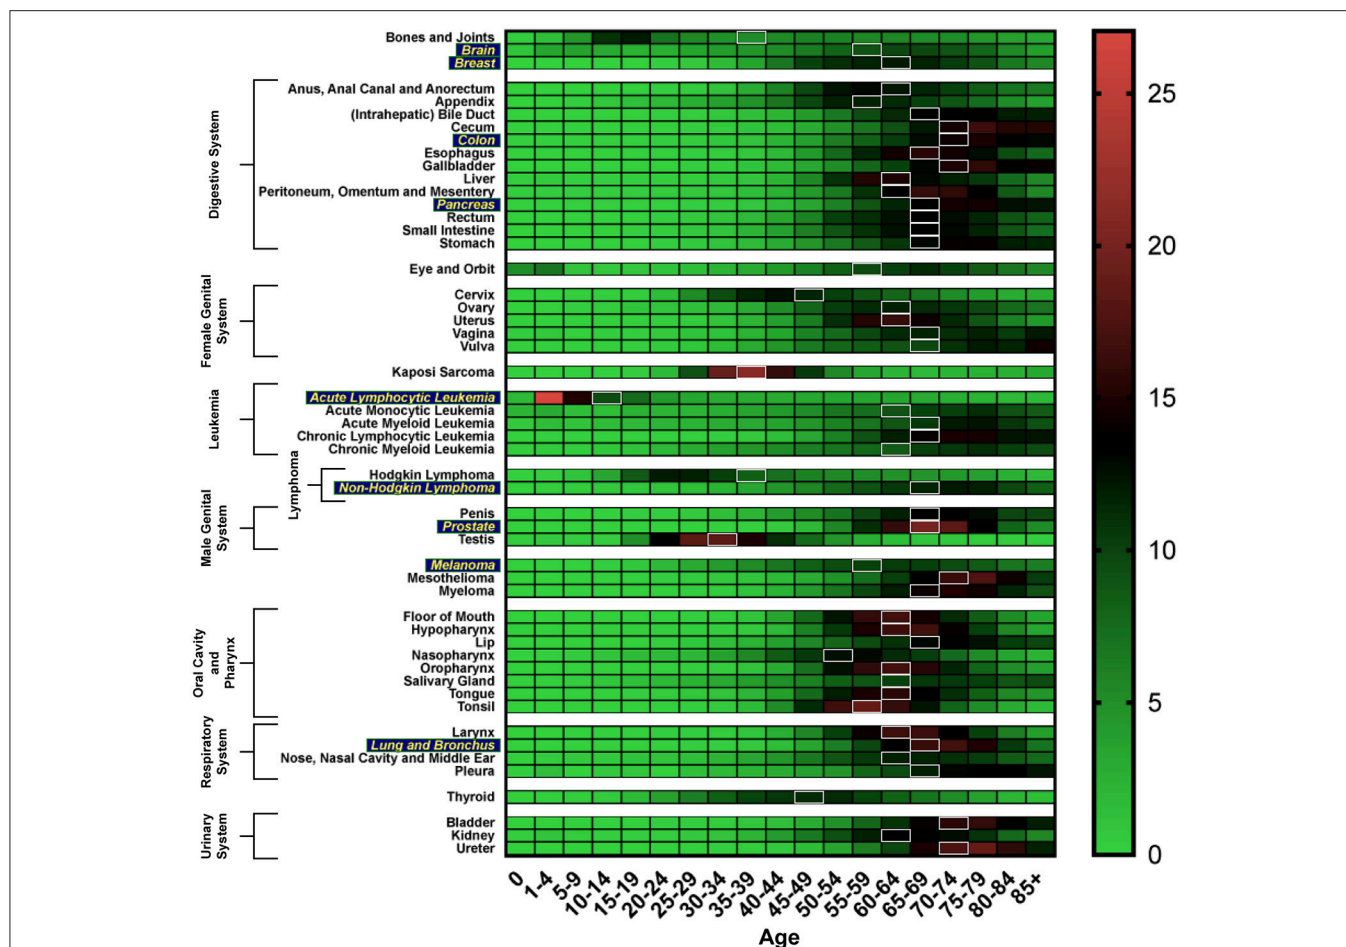 Bones and Joints
Brain
Breast
Digestive System
Anus, Anal Canal and Anorectum
Appendix
(Intrahepatic) Bile Duct
Cecum
Colon
Esophagus
Gallbladder
Liver
Peritoneum, Omentum and Mesentery
Pancreas
Rectum
Small Intestine
Stomach
Eye and Orbit
Female Genital
System
Cervix
Ovary
Uterus
Vagina
Vulva
Kaposi Sarcoma
Leukemia
Acute Lymphocytic Leukemia
Acute Monocytic Leukemia
Acute Myeloid Leukemia
Chronic Lymphocytic Leukemia
Chronic Myeloid Leukemia
Lymphoma
Hodgkin Lymphoma
Non-Hodgkin Lymphoma
Male Genital
System
Penis
Prostate
Testis
Melanoma
Mesothelioma
Myeloma
Oral Cavity
and
Pharynx
Floor of Mouth
Hypopharynx
Lip
Nasopharynx
Oropharynx
Salivary Gland
Tongue
Tonsil
Respiratory
System
Larynx
Lung and Bronchus
Nose, Nasal Cavity and Middle Ear
Pleura
Thyroid
Urinary
System
Bladder
Kidney
Ureter
0 1-4 5-9 10-14 15-19 20-24 25-29 30-34 35-39 40-44 45-49 50-54 55-59 60-64 65-69 70-74 75-79 80-84 85+
Age
25
20
15
10
5
0